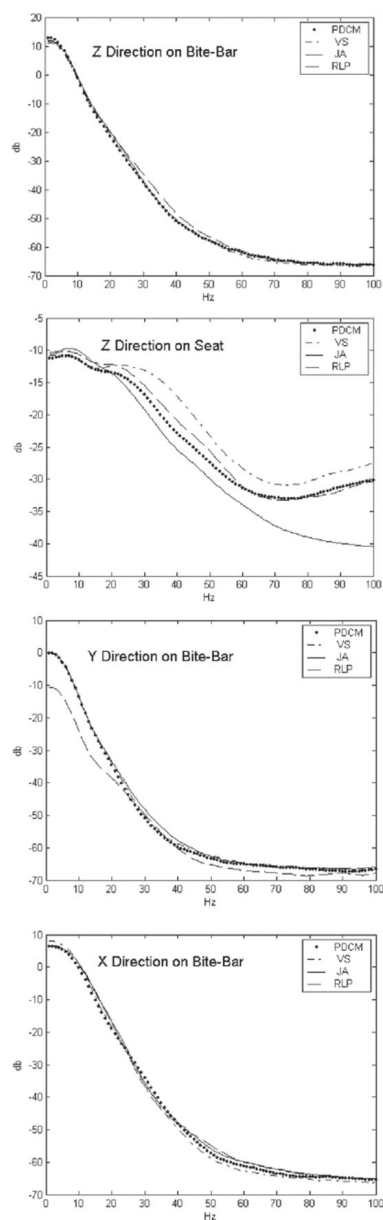 Z Direction on Bite-Bar
PDCM
VS
JA
RLP
20
15
10
0
-10
-20
-30
-40
-50
-60
-70
db
0 10 20 30 40 50 60 70 80 90 100
Hz
Z Direction on Seat
PDCM
VS
JA
RLP
-5
-10
-15
-20
-25
-30
-35
-40
-45
db
0 10 20 30 40 50 60 70 80 90 100
Hz
Y Direction on Bite-Bar
PDCM
VS
JA
RLP
10
0
-10
-20
-30
-40
-50
-60
-70
db
0 10 20 30 40 50 60 70 80 90 100
Hz
X Direction on Bite-Bar
PDCM
VS
JA
RLP
10
0
-10
-20
-30
-40
-50
-60
-70
db
0 10 20 30 40 50 60 70 80 90 100
Hz